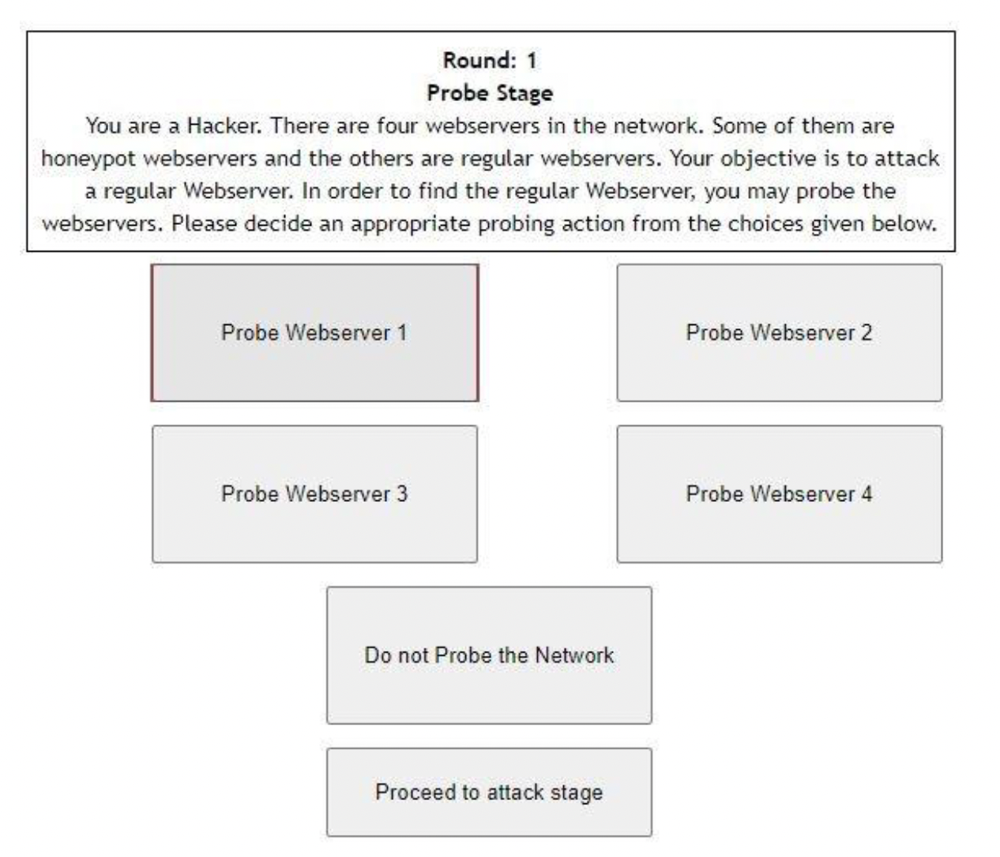 Round: 1
Probe Stage
You are a Hacker. There are four webservers in the network. Some of them are
honeypot webservers and the others are regular webservers. Your objective is to attack
a regular Webserver. In order to find the regular Webserver, you may probe the
webservers. Please decide an appropriate probing action from the choices given below.
Probe Webserver 1
Probe Webserver 2
Probe Webserver 3
Probe Webserver 4
Do not Probe the Network
Proceed to attack stage